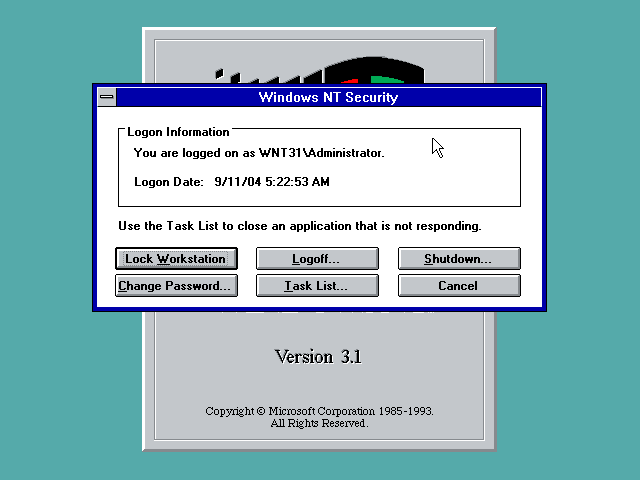 Windows NT Security
Logon Information
You are logged on as WNT31\Administrator.
Logon Date: 9/11/04 5:22:53 AM
Use the Task List to close an application that is not responding.
Lock Workstation
Logoff...
Shutdown...
Change Password...
Task List...
Cancel
Version 3.1
Copyright © Microsoft Corporation 1985-1993.
All Rights Reserved.